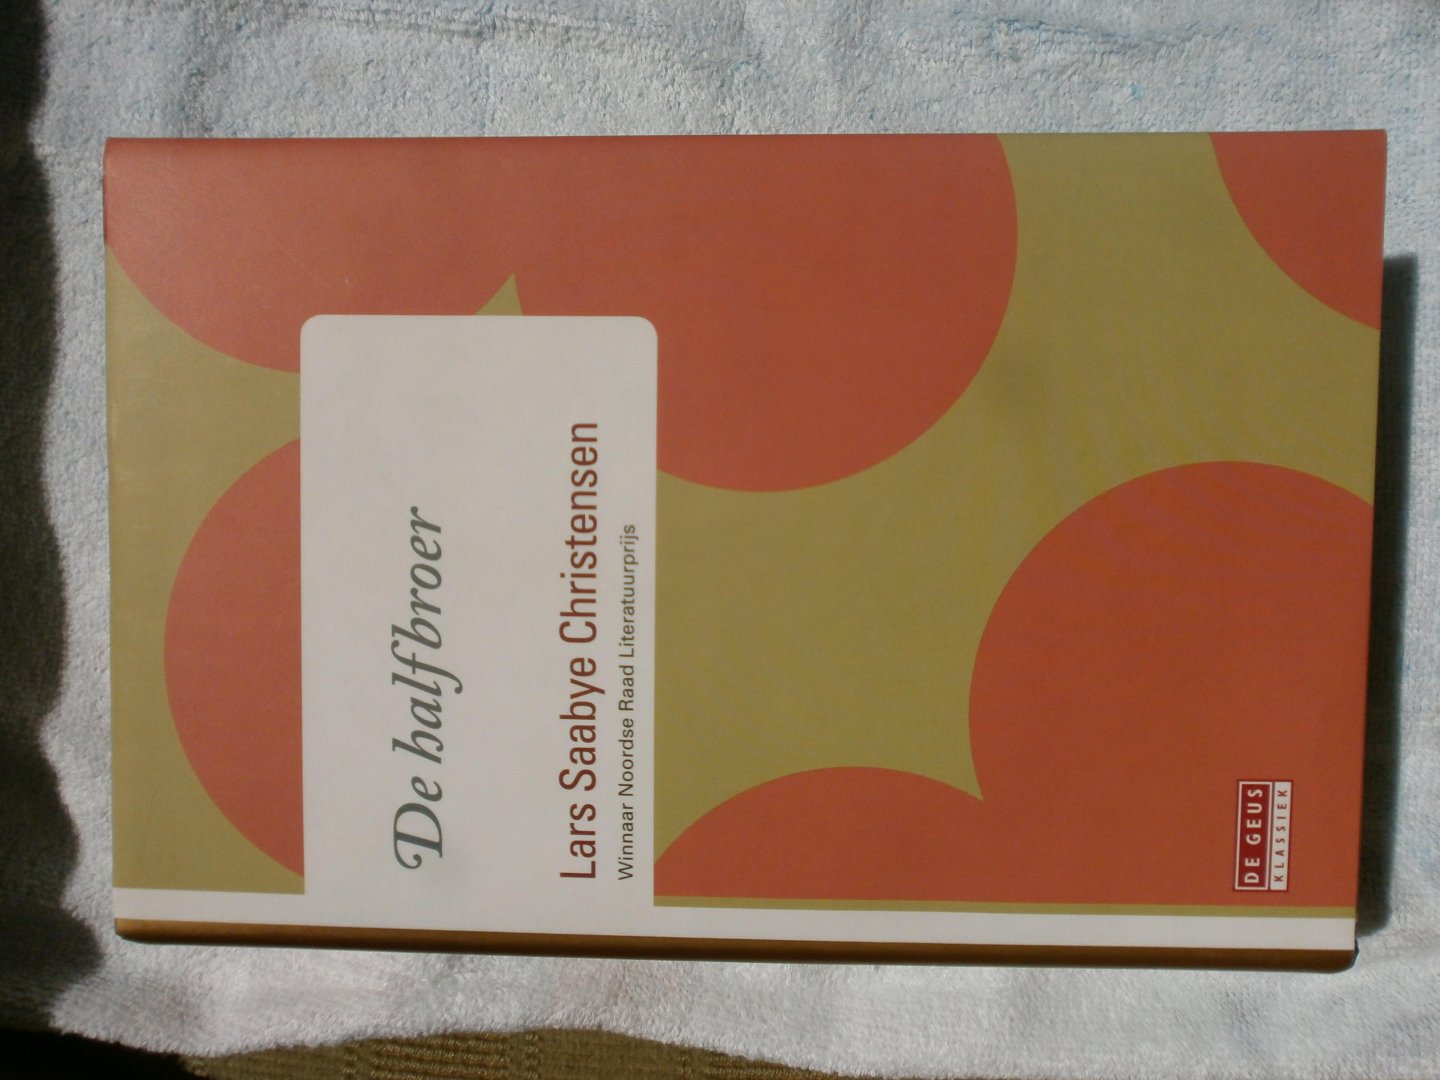 De halfbroer
Lars Saabye Christensen
Winnaar Noordse Raad Literatuurprijs
DE GEUS
KLASSIEK